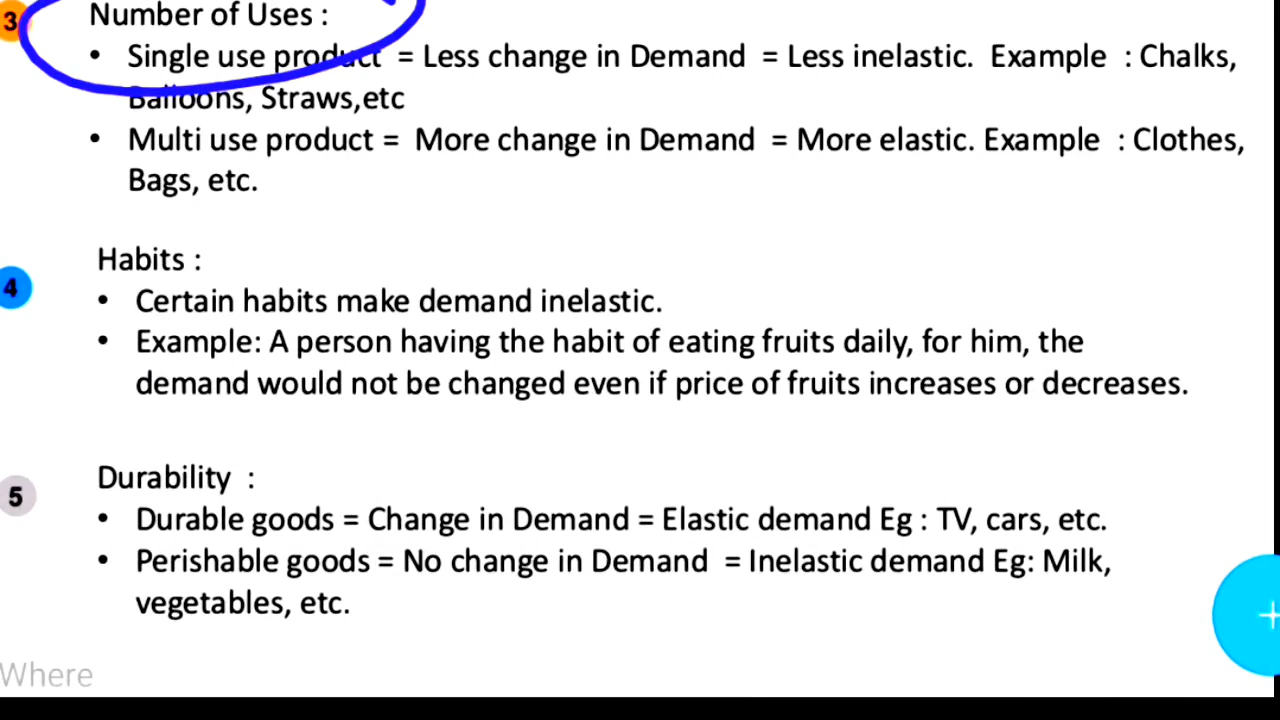 3
Number of Uses :
• Single use product = Less change in Demand = Less inelastic. Example : Chalks,
Balloons, Straws,etc
• Multi use product = More change in Demand = More elastic. Example : Clothes,
Bags, etc.
4
Habits :
• Certain habits make demand inelastic.
• Example: A person having the habit of eating fruits daily, for him, the
demand would not be changed even if price of fruits increases or decreases.
5
Durability :
• Durable goods = Change in Demand = Elastic demand Eg : TV, cars, etc.
• Perishable goods = No change in Demand = Inelastic demand Eg: Milk,
vegetables, etc.
+
Where